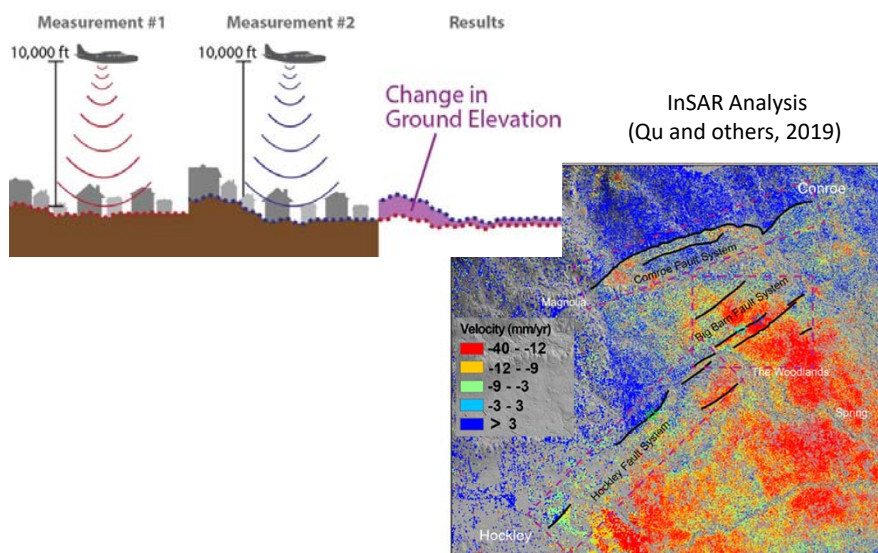 Measurement #1
Measurement #2
Results
10,000 ft
10,000 ft
Change in
Ground Elevation
InSAR Analysis
(Qu and others, 2019)
Conroe
Conroe Fault System
Magnolia
Big Barn Fault System
Velocity (mm/yr)
-40 - -12
-12 - -9
-9 - -3
-3 - 3
> 3
The Woodlands
Spring
Hockley Fault System
Hockley